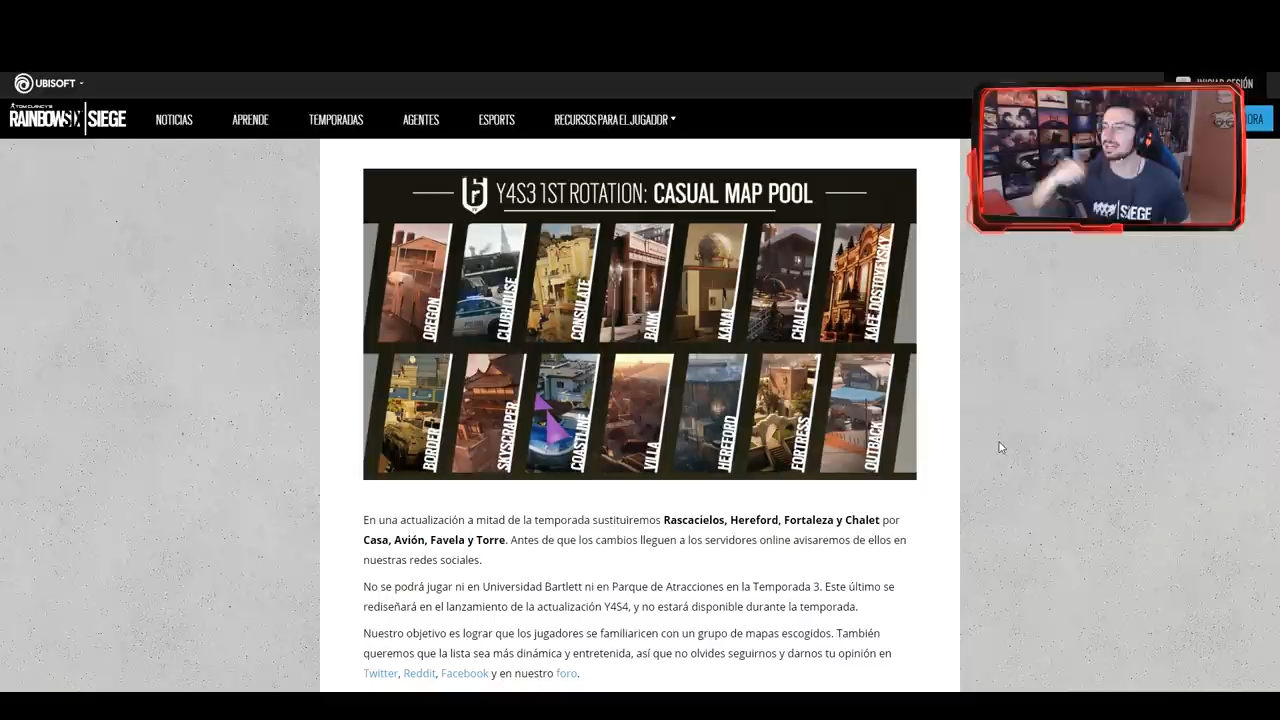 UBISOFT
INICIAR SESIÓN
TOM CLANCY'S
RAINBOW SIX | SIEGE
NOTICIAS
APRENDE
TEMPORADAS
AGENTES
ESPORTS
RECURSOS PARA EL JUGADOR
ORA
SIEGE
Y4S3 1ST ROTATION: CASUAL MAP POOL
OREGON
CLUBHOUSE
CONSULATE
BANK
KANAL
CHALET
KAFE DOSTOYEVSKY
BORDER
SKYSCRAPER
COASTLINE
VILLA
HEREFORD
FORTRESS
OUTBACK
En una actualización a mitad de la temporada sustituiremos Rascacielos, Hereford, Fortaleza y Chalet por
Casa, Avión, Favela y Torre. Antes de que los cambios lleguen a los servidores online avisaremos de ellos en
nuestras redes sociales.
No se podrá jugar ni en Universidad Bartlett ni en Parque de Atracciones en la Temporada 3. Este último se
rediseñará en el lanzamiento de la actualización Y4S4, y no estará disponible durante la temporada.
Nuestro objetivo es lograr que los jugadores se familiaricen con un grupo de mapas escogidos. También
queremos que la lista sea más dinámica y entretenida, así que no olvides seguirnos y darnos tu opinión en
Twitter, Reddit, Facebook y en nuestro foro.